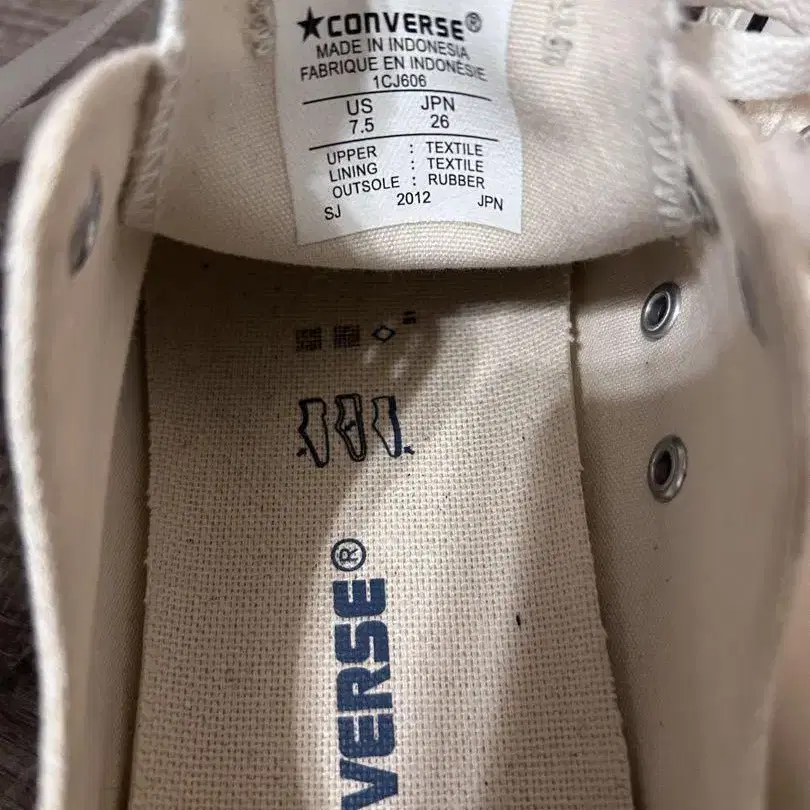 ★CONVERSE®
MADE IN INDONESIA
FABRIQUE EN INDONÉSIE
1CJ606
US JPN
7.5 26
UPPER : TEXTILE
LINING : TEXTILE
OUTSOLE : RUBBER
SJ 2012 JPN
VERSE®